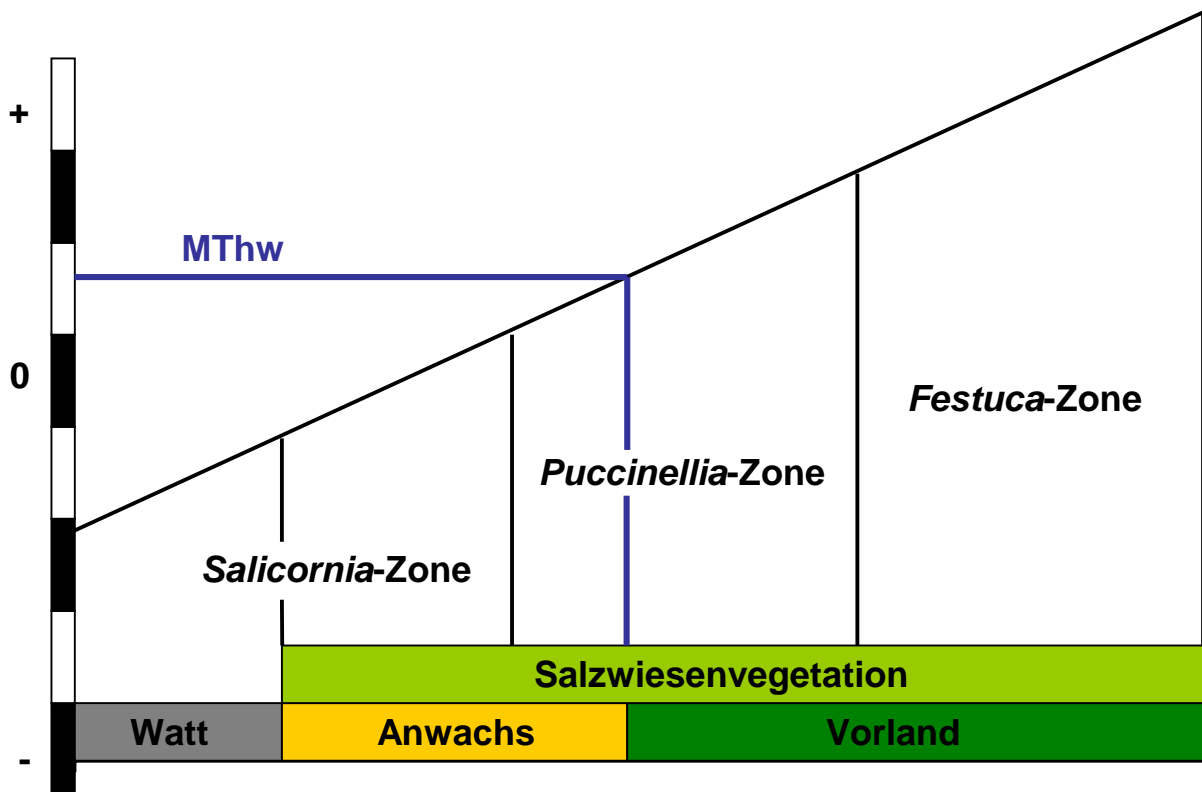 +
MThw
0
Festuca-Zone
Puccinellia-Zone
Salicornia-Zone
Salzwiesenvegetation
Watt
Anwachs
Vorland
-